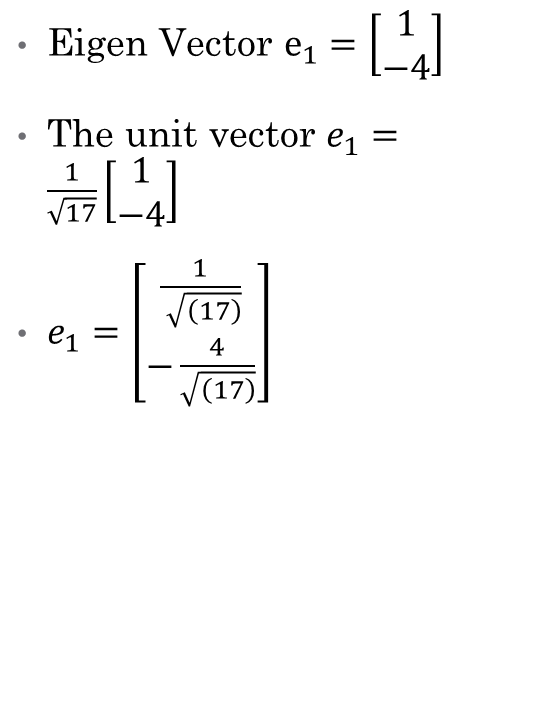 • Eigen Vector e₁ = [1
−4]
• The unit vector e₁ =
1/√17 [1
−4]
• e₁ = [1/√(17)
−4/√(17)]